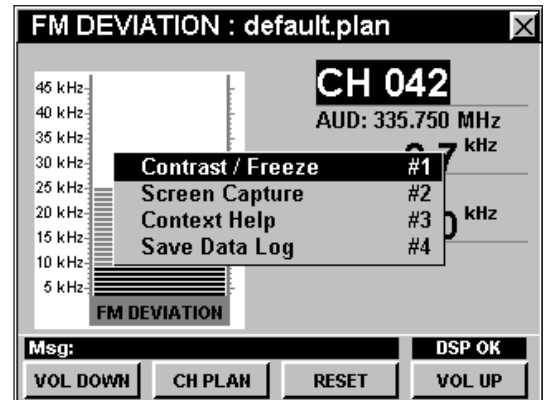 FM DEVIATION : default.plan
CH 042
AUD: 335.750 MHz
45 kHz
40 kHz
35 kHz
30 kHz
25 kHz
20 kHz
15 kHz
10 kHz
5 kHz
FM DEVIATION
kHz
kHz
Contrast / Freeze #1
Screen Capture #2
Context Help #3
Save Data Log #4
Msg: DSP OK
VOL DOWN CH PLAN RESET VOL UP